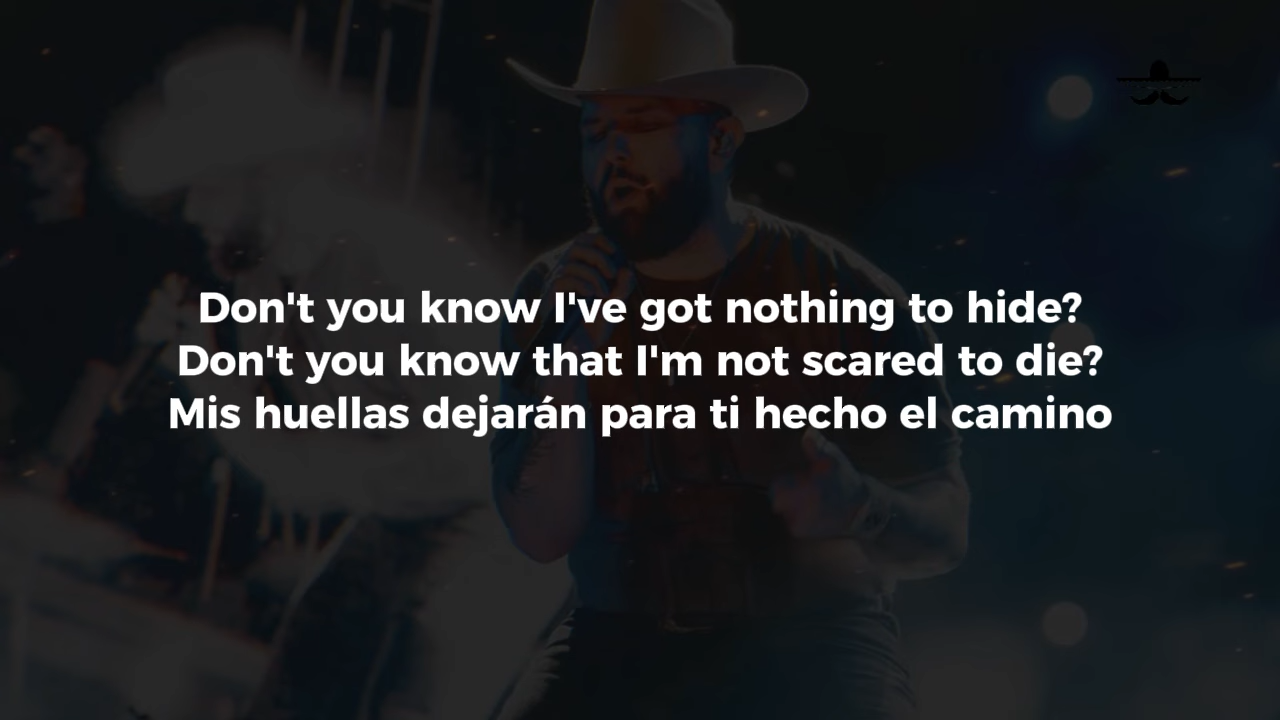 Don't you know I've got nothing to hide?
Don't you know that I'm not scared to die?
Mis huellas dejarán para ti hecho el camino